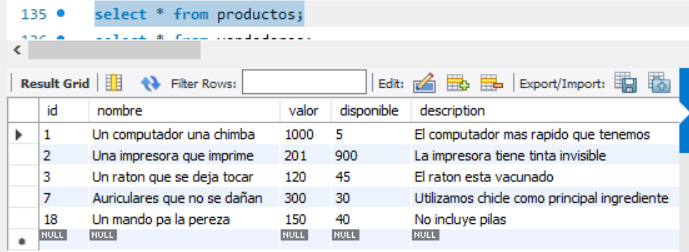 135 select * from productos;
136 select * from vendedores;
Result Grid Filter Rows: Edit: Export/Import:
id nombre valor disponible description
1 Un computador una chimba 1000 5 El computador mas rapido que tenemos
2 Una impresora que imprime 201 900 La impresora tiene tinta invisible
3 Un raton que se deja tocar 120 45 El raton esta vacunado
7 Auriculares que no se dañan 300 30 Utilizamos chicle como principal ingrediente
18 Un mando pa la pereza 150 40 No incluye pilas
NULL NULL NULL NULL NULL